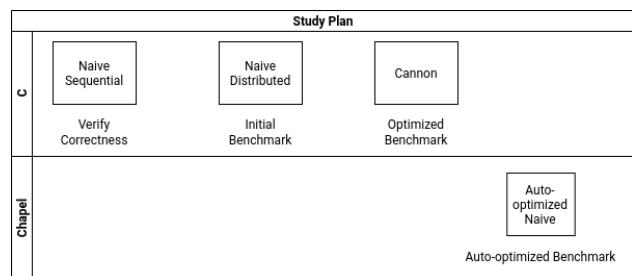 Study Plan
C
Naive
Sequential
Verify
Correctness
Naive
Distributed
Initial
Benchmark
Cannon
Optimized
Benchmark
Chapel
Auto-
optimized
Naive
Auto-optimized Benchmark